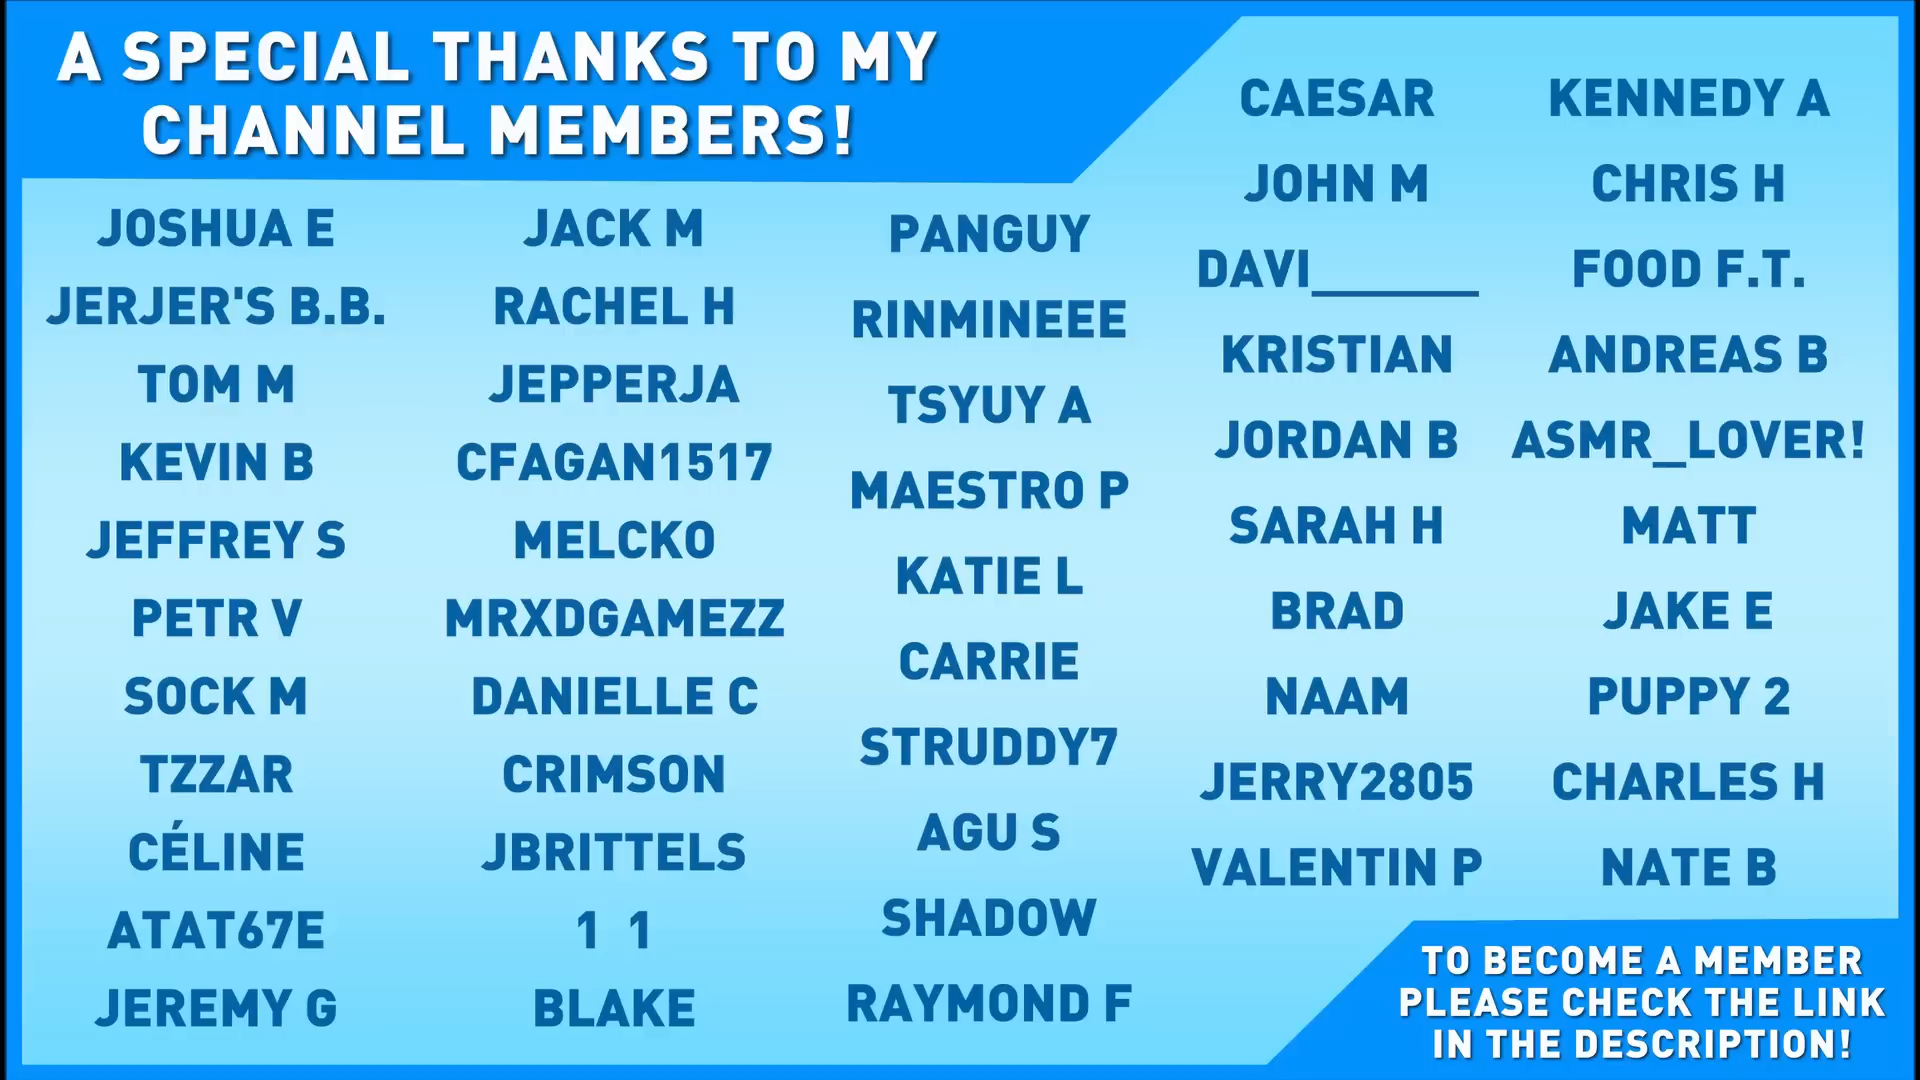 A SPECIAL THANKS TO MY
CHANNEL MEMBERS!
JOSHUA E
JERJER'S B.B.
TOM M
KEVIN B
JEFFREY S
PETR V
SOCK M
TZZAR
CÉLINE
ATAT67E
JEREMY G
JACK M
RACHEL H
JEPPERJA
CFAGAN1517
MELCKO
MRXDGAMEZZ
DANIELLE C
CRIMSON
JBRITTELS
1 1
BLAKE
PANGUY
RINMINEEE
TSYUY A
MAESTRO P
KATIE L
CARRIE
STRUDDY7
AGU S
SHADOW
RAYMOND F
CAESAR
JOHN M
DAVI______
KRISTIAN
JORDAN B
SARAH H
BRAD
NAAM
JERRY2805
VALENTIN P
KENNEDY A
CHRIS H
FOOD F.T.
ANDREAS B
ASMR_LOVER!
MATT
JAKE E
PUPPY 2
CHARLES H
NATE B
TO BECOME A MEMBER
PLEASE CHECK THE LINK
IN THE DESCRIPTION!